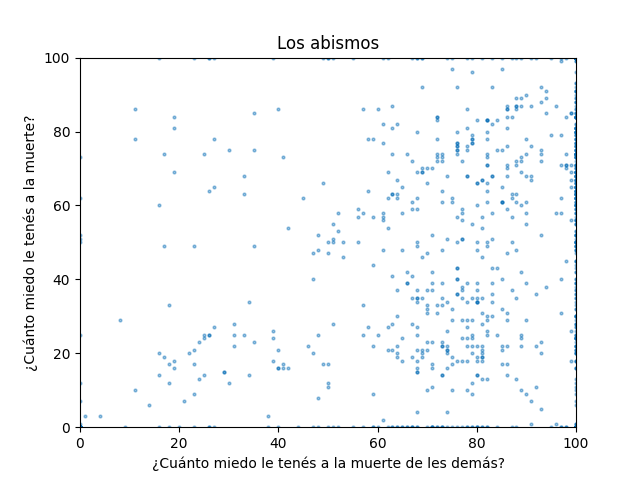 Los abismos
¿Cuánto miedo le tenés a la muerte?
100
80
60
40
20
0
0 20 40 60 80 100
¿Cuánto miedo le tenés a la muerte de les demás?